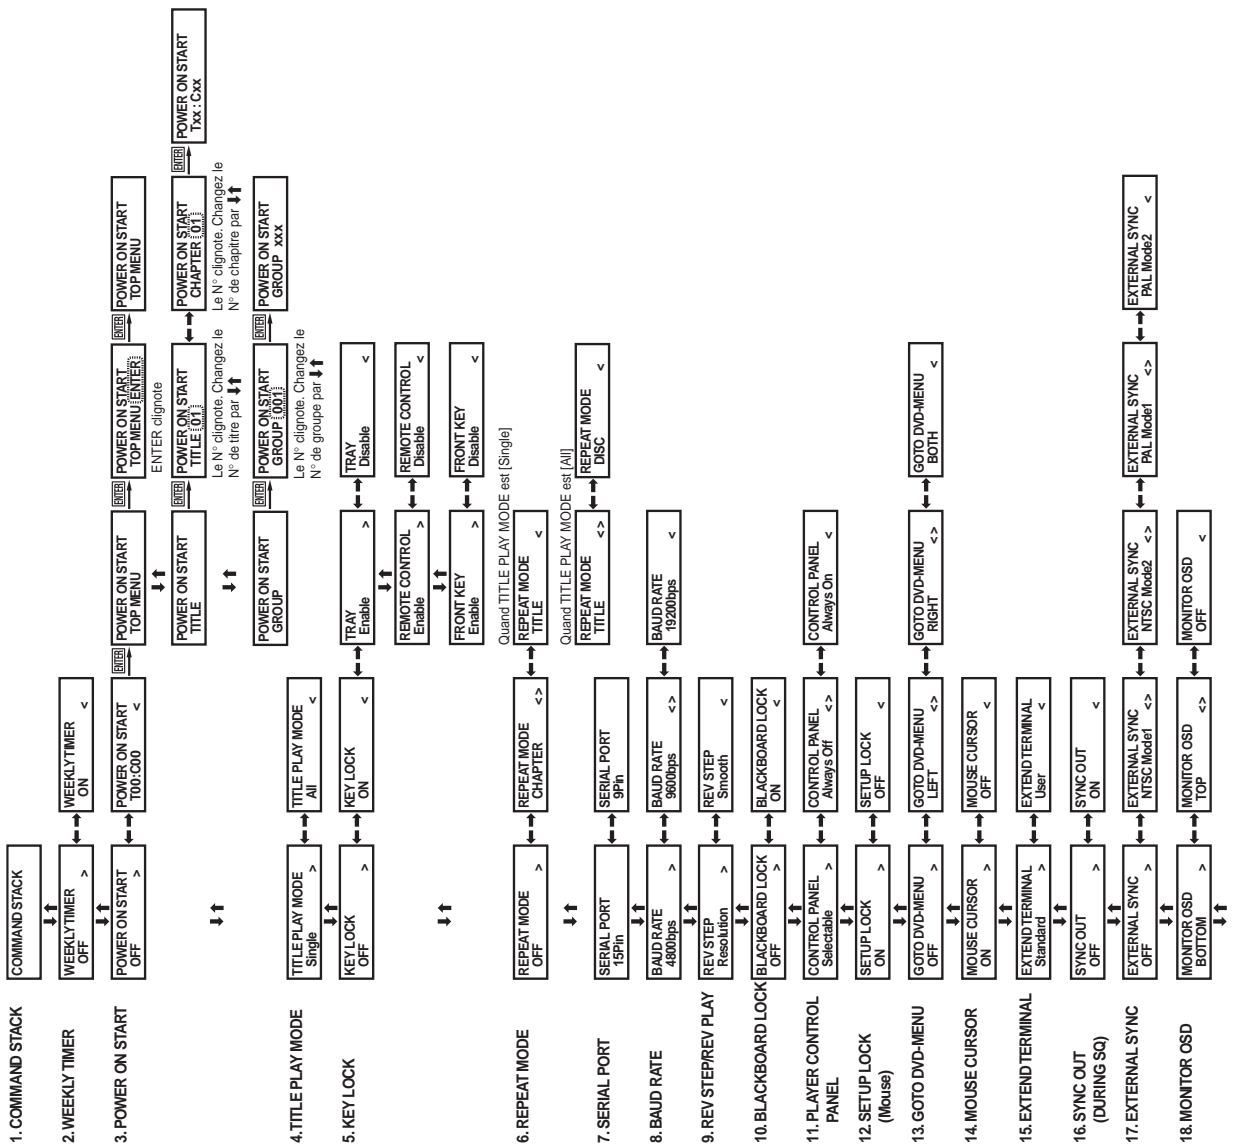 1. COMMAND STACK
COMMAND STACK
2. WEEKLY TIMER
WEEKLY TIMER
OFF >
WEEKLY TIMER
ON <
3. POWER ON START
POWER ON START
OFF >
POWER ON START
T00:C00 <
ENTER
POWER ON START
TOP MENU
ENTER
POWER ON START
TOP MENU ENTER
ENTER clignote
ENTER
POWER ON START
TOP MENU
POWER ON START
TITLE
ENTER
POWER ON START
TITLE 01
Le N° clignote. Changez le
N° de titre par
POWER ON START
CHAPTER 01
Le N° clignote. Changez le
N° de chapitre par
ENTER
POWER ON START
Txx : Cxx
POWER ON START
GROUP
ENTER
POWER ON START
GROUP 001
Le N° clignote. Changez le
N° de groupe par
ENTER
POWER ON START
GROUP xxx
4. TITLE PLAY MODE
TITLE PLAY MODE
Single >
TITLE PLAY MODE
All <
5. KEY LOCK
KEY LOCK
OFF >
KEY LOCK
ON <
TRAY
Enable >
TRAY
Disable <
REMOTE CONTROL
Enable >
REMOTE CONTROL
Disable <
FRONT KEY
Enable >
FRONT KEY
Disable <
6. REPEAT MODE
REPEAT MODE
OFF >
REPEAT MODE
CHAPTER <>
Quand TITLE PLAY MODE est [Single]
REPEAT MODE
TITLE <
Quand TITLE PLAY MODE est [All]
REPEAT MODE
TITLE <>
REPEAT MODE
DISC <
7. SERIAL PORT
SERIAL PORT
15Pin
SERIAL PORT
9Pin
8. BAUD RATE
BAUD RATE
4800bps >
BAUD RATE
9600bps <>
BAUD RATE
19200bps <
9. REV STEP/REV PLAY
REV STEP
Resolution >
REV STEP
Smooth <
10. BLACKBOARD LOCK
BLACKBOARD LOCK
OFF >
BLACKBOARD LOCK
ON <
11. PLAYER CONTROL
PANEL
CONTROL PANEL
Selectable >
CONTROL PANEL
Always Off <>
CONTROL PANEL
Always On <
12. SETUP LOCK
(Mouse)
SETUP LOCK
ON >
SETUP LOCK
OFF <
13. GOTO DVD-MENU
GOTO DVD-MENU
OFF >
GOTO DVD-MENU
LEFT <>
GOTO DVD-MENU
RIGHT <>
GOTO DVD-MENU
BOTH <
14. MOUSE CURSOR
MOUSE CURSOR
ON >
MOUSE CURSOR
OFF <
15. EXTEND TERMINAL
EXTEND TERMINAL
Standard >
EXTEND TERMINAL
User <
16. SYNC OUT
(DURING SQ)
SYNC OUT
OFF >
SYNC OUT
ON <
17. EXTERNAL SYNC
EXTERNAL SYNC
OFF >
EXTERNAL SYNC
NTSC Mode1 <>
EXTERNAL SYNC
NTSC Mode2 <>
EXTERNAL SYNC
PAL Mode1 <>
EXTERNAL SYNC
PAL Mode2 <
18. MONITOR OSD
MONITOR OSD
BOTTOM >
MONITOR OSD
TOP <>
MONITOR OSD
OFF <